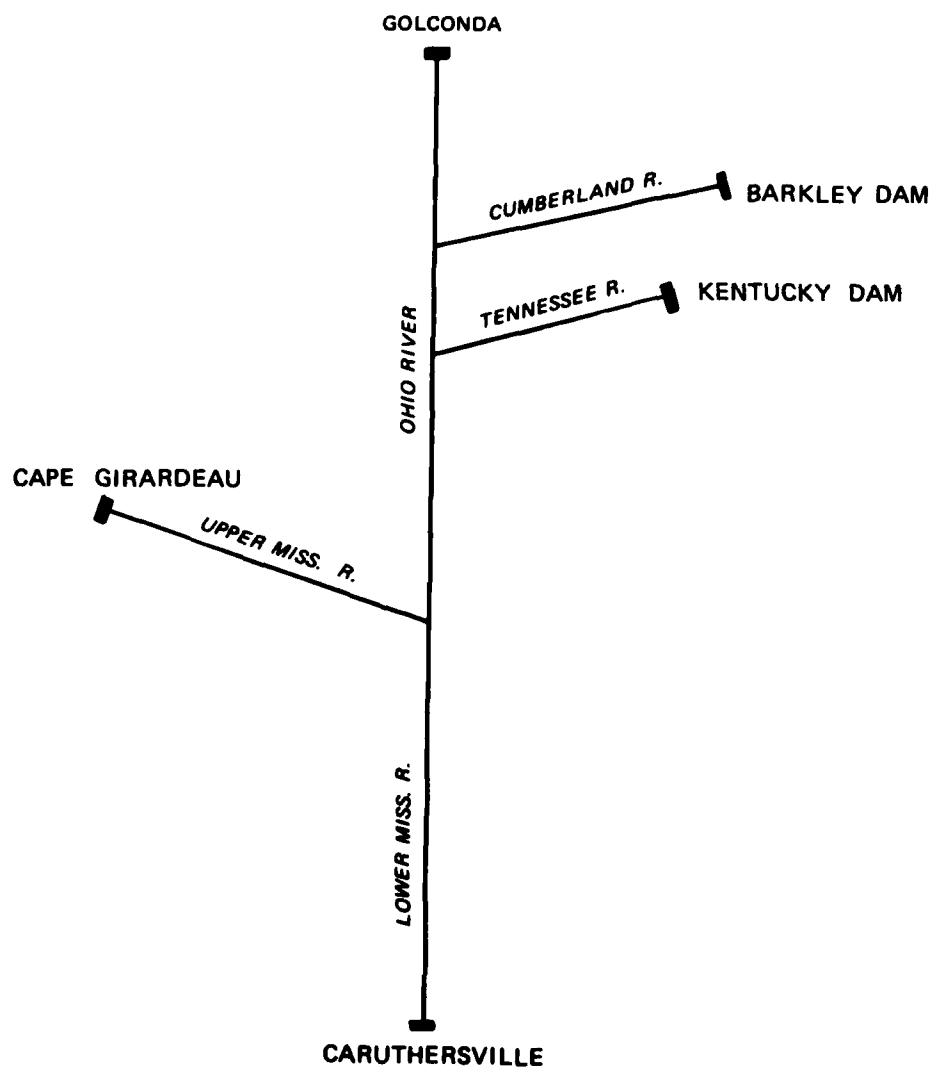 GOLCONDA
CUMBERLAND R.
BARKLEY DAM
TENNESSEE R.
KENTUCKY DAM
OHIO RIVER
CAPE GIRARDEAU
UPPER MISS. R.
LOWER MISS. R.
CARUTHERSVILLE